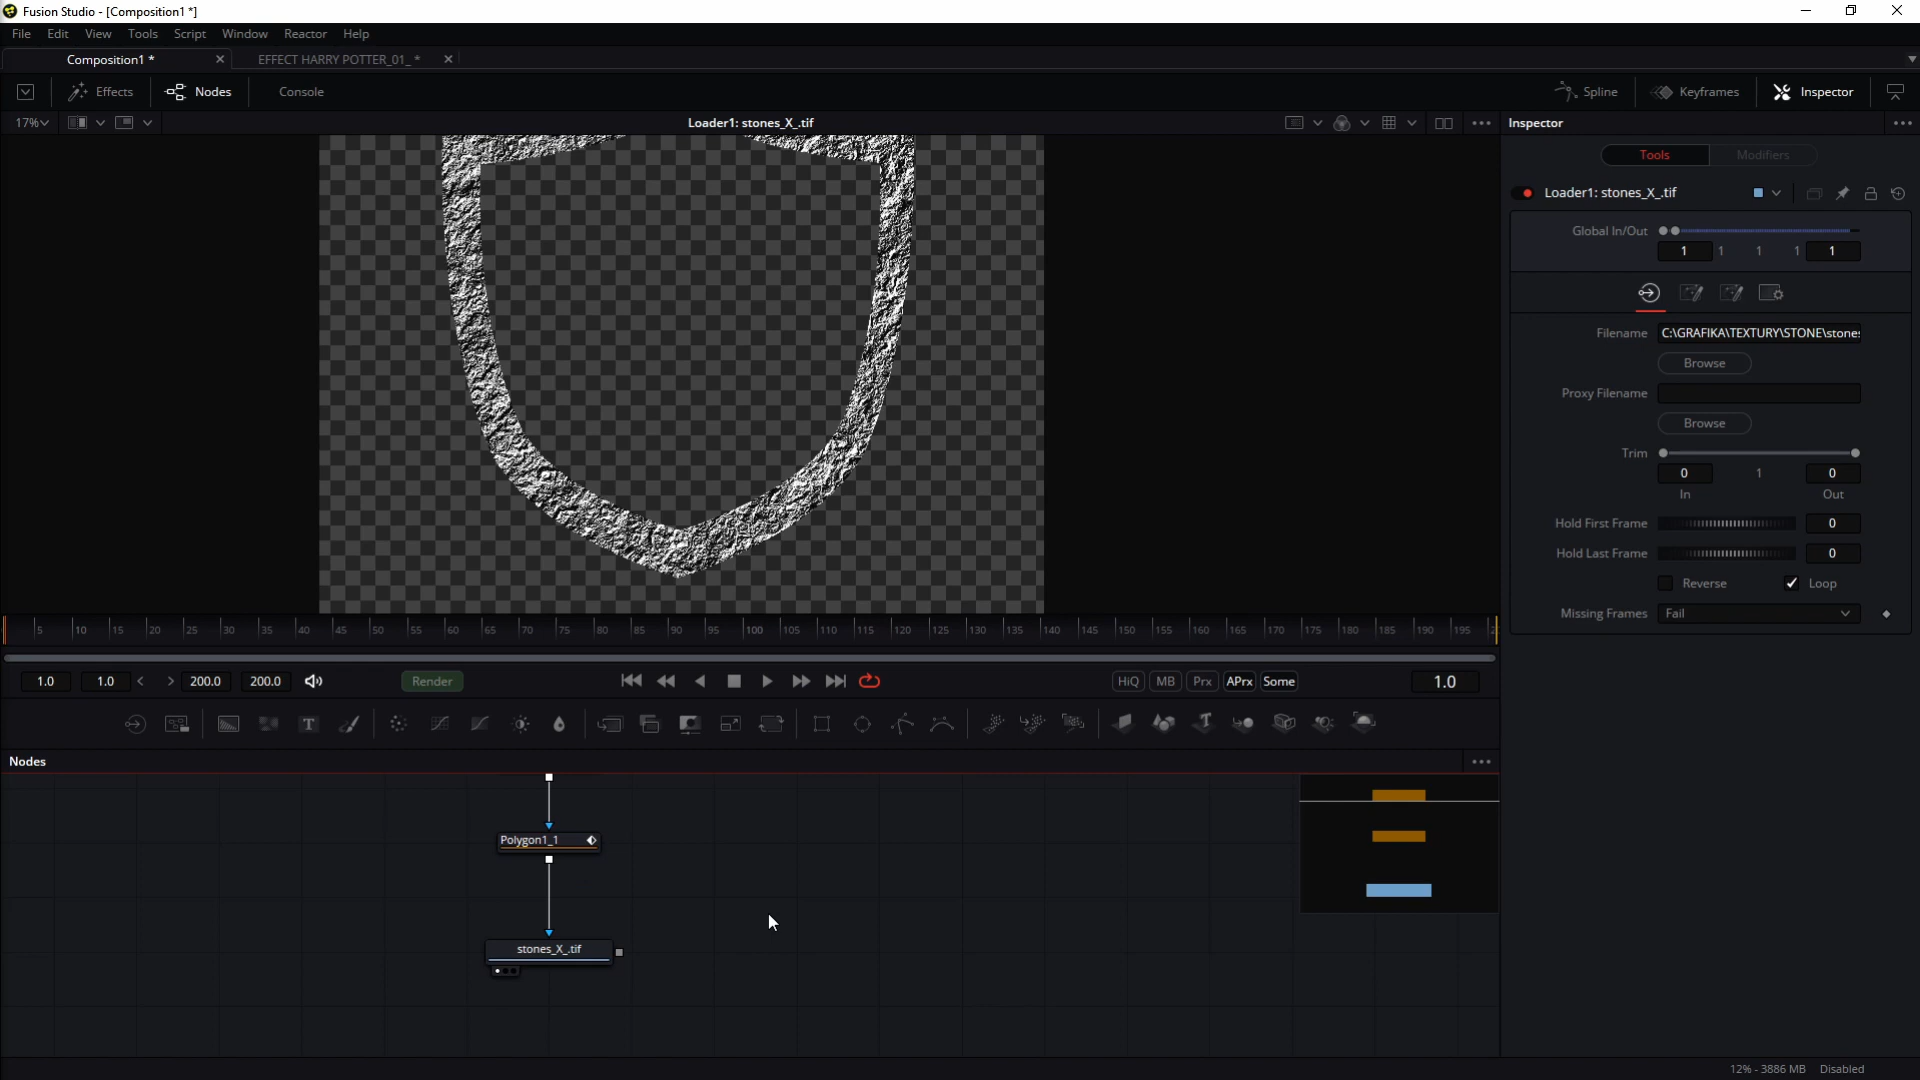 Fusion Studio - [Composition1 *]
File Edit View Tools Script Window Reactor Help
Composition1 * EFFECT HARRY POTTER_01_ *
Effects Nodes Console Spline Keyframes Inspector
17% Loader1: stones_X_.tif Inspector
Tools Modifiers
Loader1: stones_X_.tif
Global In/Out
1 1 1 1 1
Filename C:\GRAFIKA\TEXTURY\STONE\stones
Browse
Proxy Filename
Browse
Trim
0 1 0
In Out
Hold First Frame 0
Hold Last Frame 0
Reverse Loop
Missing Frames Fail
5 10 15 20 25 30 35 40 45 50 55 60 65 70 75 80 85 90 95 100 105 110 115 120 125 130 135 140 145 150 155 160 165 170 175 180 185 190 195
1.0 1.0 < > 200.0 200.0 Render HiQ MB Prx APrx Some 1.0
Nodes
Polygon1_1
stones_X_.tif
12% - 3886 MB Disabled